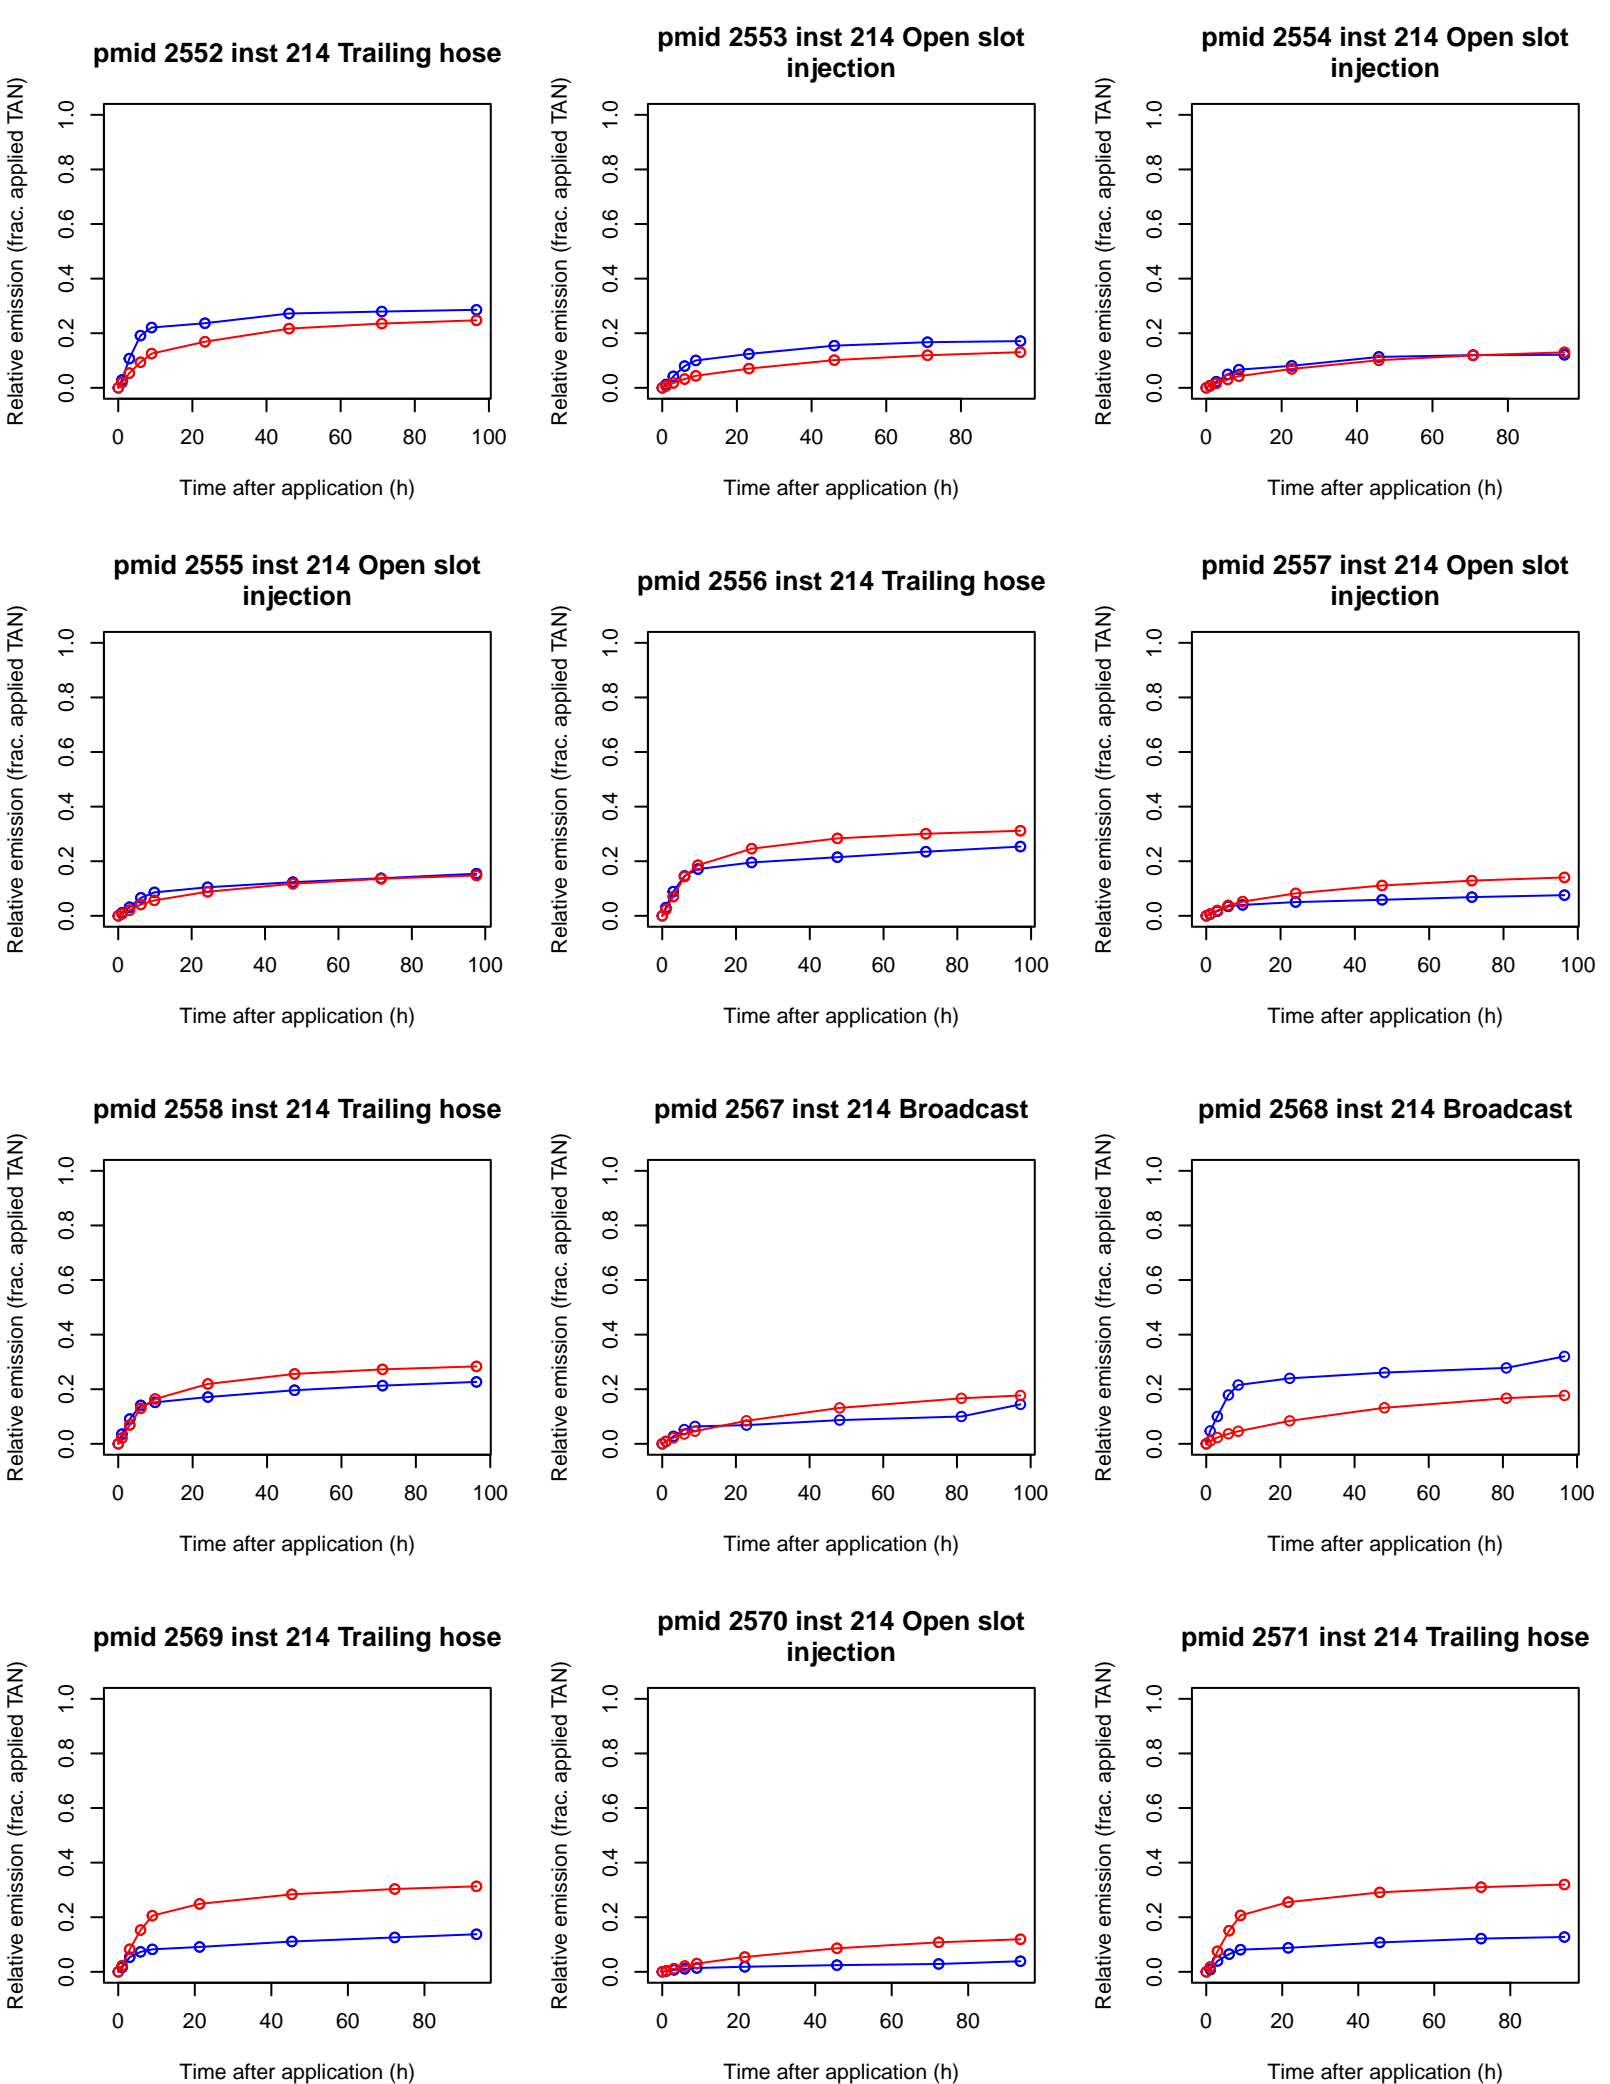 pmid 2552 inst 214 Trailing hose
Relative emission (frac. applied TAN)
1.0
0.8
0.6
0.4
0.2
0.0
0 20 40 60 80 100
Time after application (h)
pmid 2553 inst 214 Open slot
injection
Relative emission (frac. applied TAN)
1.0
0.8
0.6
0.4
0.2
0.0
0 20 40 60 80
Time after application (h)
pmid 2554 inst 214 Open slot
injection
Relative emission (frac. applied TAN)
1.0
0.8
0.6
0.4
0.2
0.0
0 20 40 60 80
Time after application (h)
pmid 2555 inst 214 Open slot
injection
Relative emission (frac. applied TAN)
1.0
0.8
0.6
0.4
0.2
0.0
0 20 40 60 80 100
Time after application (h)
pmid 2556 inst 214 Trailing hose
Relative emission (frac. applied TAN)
1.0
0.8
0.6
0.4
0.2
0.0
0 20 40 60 80 100
Time after application (h)
pmid 2557 inst 214 Open slot
injection
Relative emission (frac. applied TAN)
1.0
0.8
0.6
0.4
0.2
0.0
0 20 40 60 80 100
Time after application (h)
pmid 2558 inst 214 Trailing hose
Relative emission (frac. applied TAN)
1.0
0.8
0.6
0.4
0.2
0.0
0 20 40 60 80 100
Time after application (h)
pmid 2567 inst 214 Broadcast
Relative emission (frac. applied TAN)
1.0
0.8
0.6
0.4
0.2
0.0
0 20 40 60 80 100
Time after application (h)
pmid 2568 inst 214 Broadcast
Relative emission (frac. applied TAN)
1.0
0.8
0.6
0.4
0.2
0.0
0 20 40 60 80 100
Time after application (h)
pmid 2569 inst 214 Trailing hose
Relative emission (frac. applied TAN)
1.0
0.8
0.6
0.4
0.2
0.0
0 20 40 60 80
Time after application (h)
pmid 2570 inst 214 Open slot
injection
Relative emission (frac. applied TAN)
1.0
0.8
0.6
0.4
0.2
0.0
0 20 40 60 80
Time after application (h)
pmid 2571 inst 214 Trailing hose
Relative emission (frac. applied TAN)
1.0
0.8
0.6
0.4
0.2
0.0
0 20 40 60 80
Time after application (h)